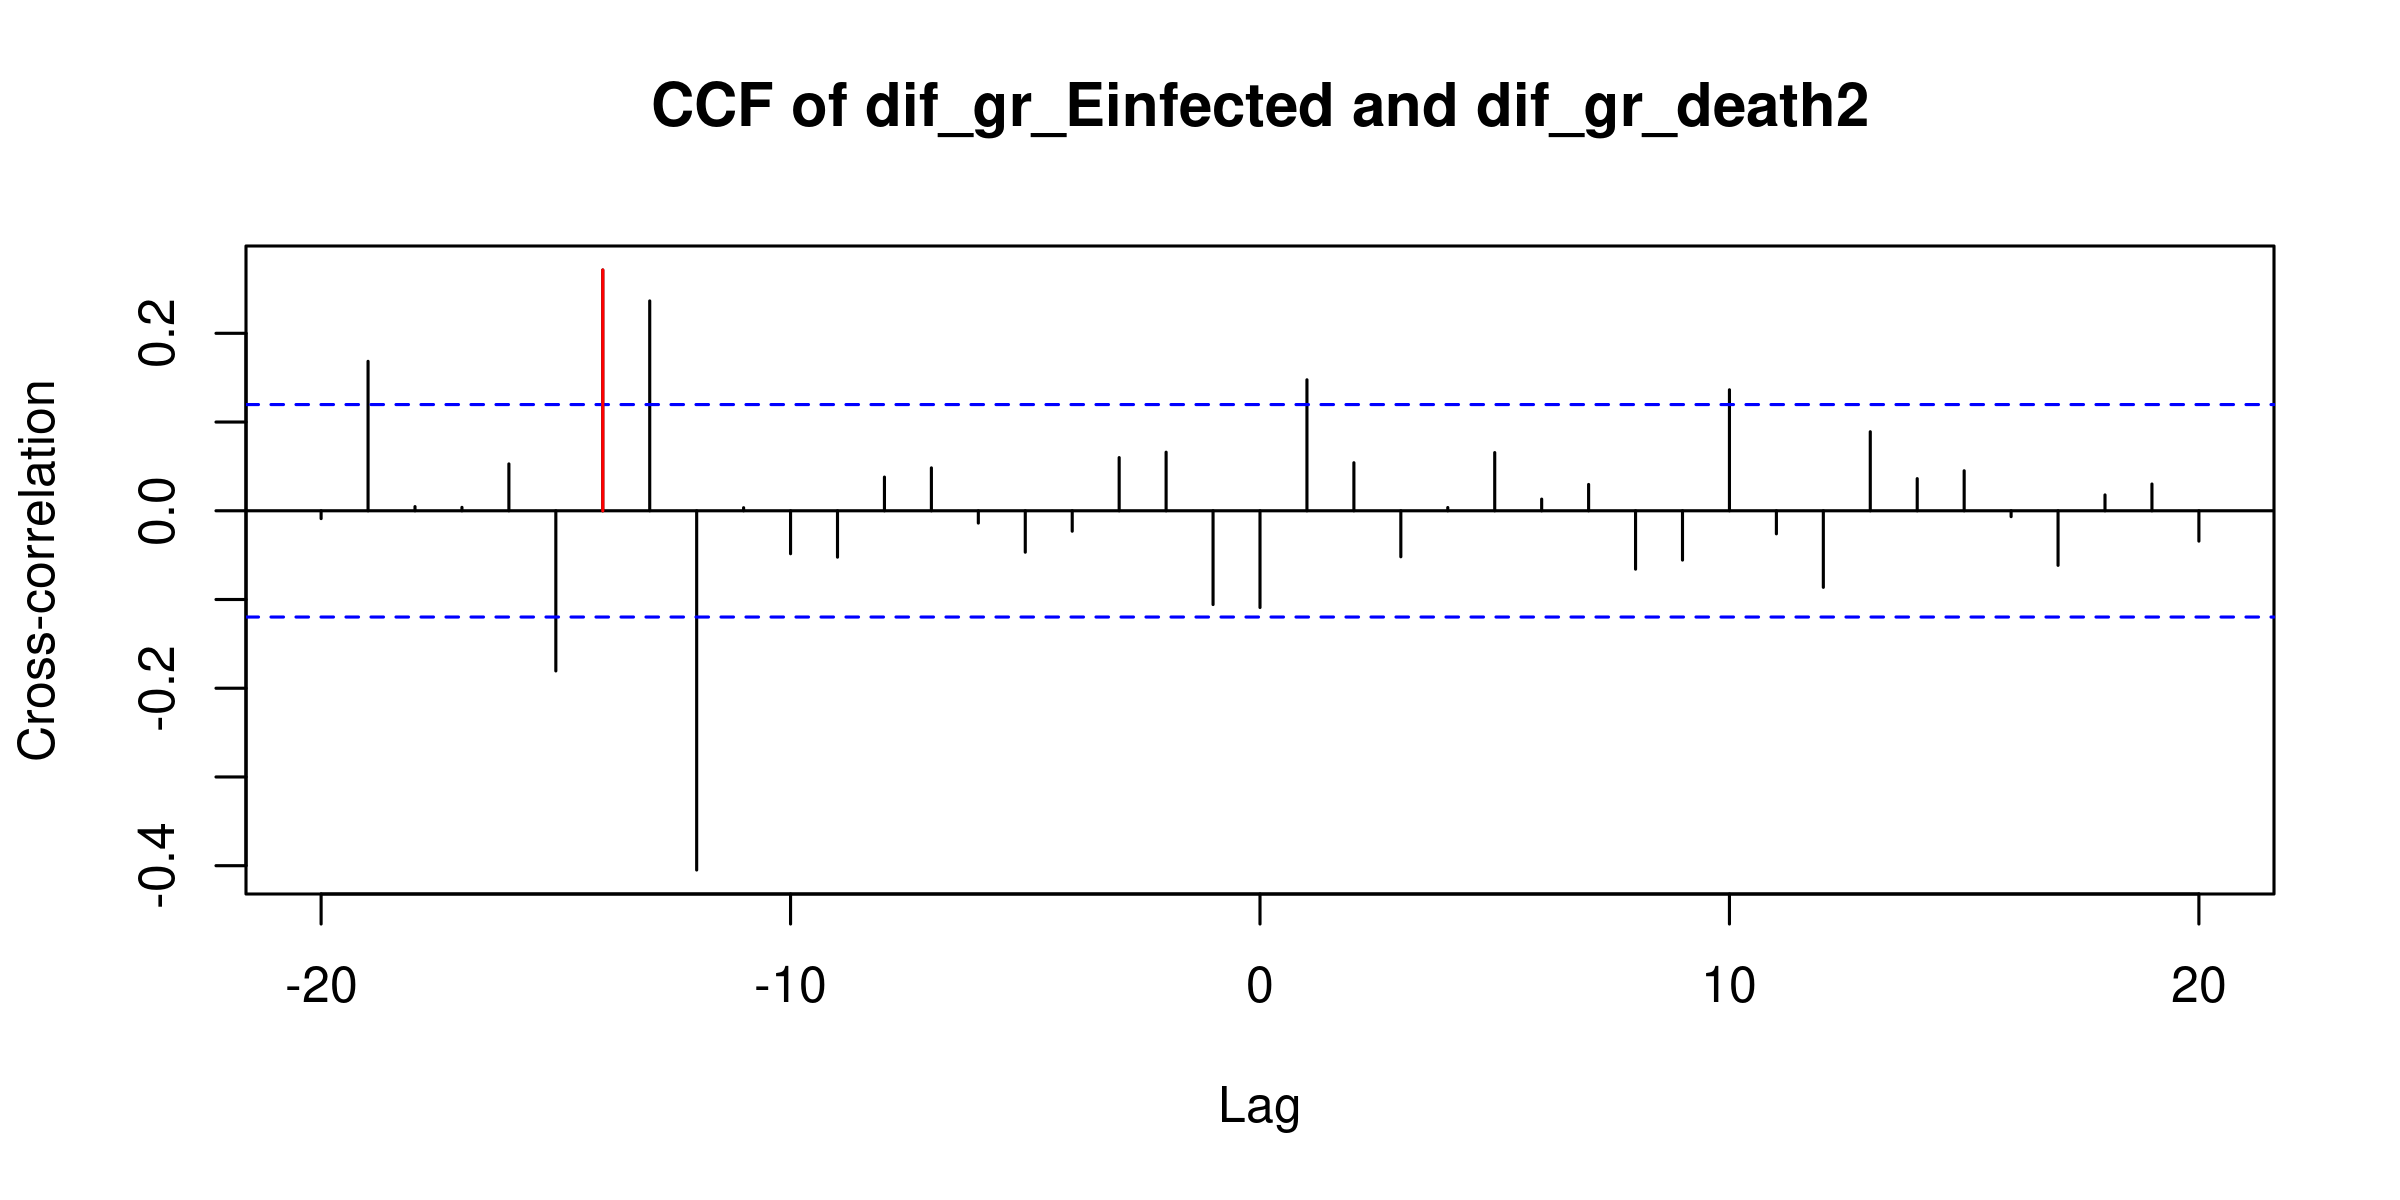 CCF of dif_gr_Einfected and dif_gr_death2
Cross-correlation
0.2
0.0
-0.2
-0.4
-20 -10 0 10 20
Lag